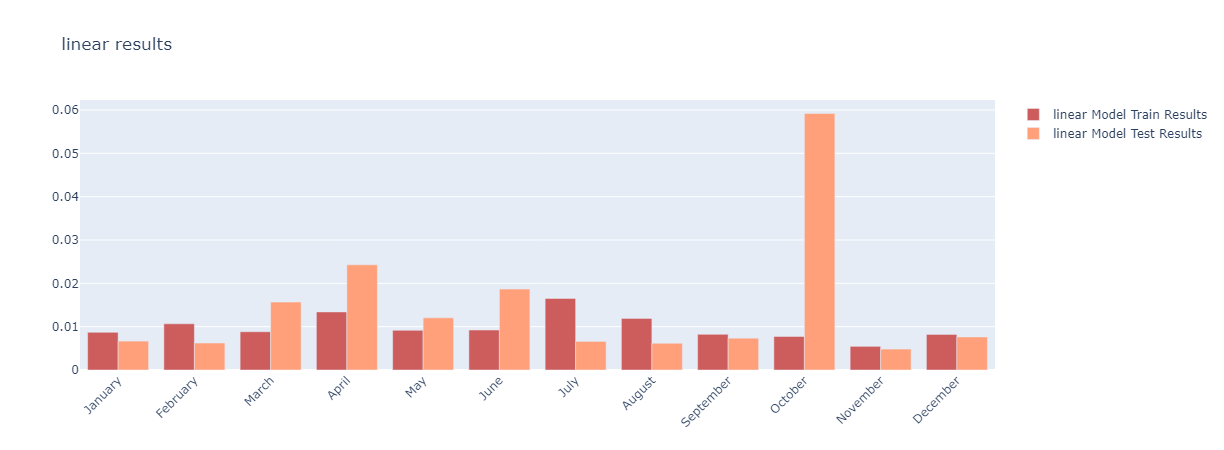 linear results
0.06
0.05
0.04
0.03
0.02
0.01
0
January
February
March
April
May
June
July
August
September
October
November
December
linear Model Train Results
linear Model Test Results